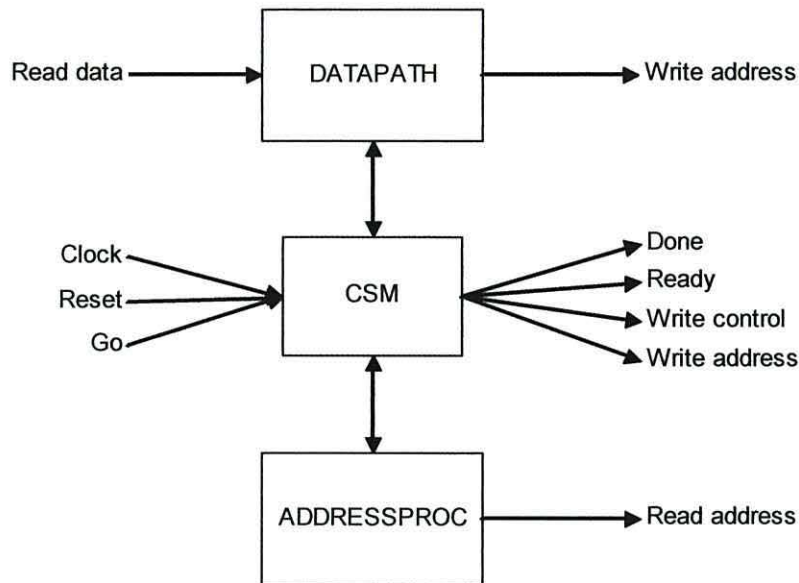 Read data
DATAPATH
Write address
Clock
Reset
Go
CSM
Done
Ready
Write control
Write address
ADDRESSPROC
Read address